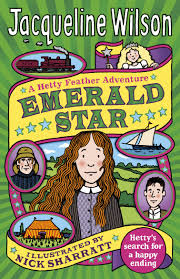 Jacqueline Wilson
A Hetty Feather Adventure
EMERALD
STAR
Hetty's
search for
a happy
ending
ILLUSTRATED BY
NICK SHARRATT